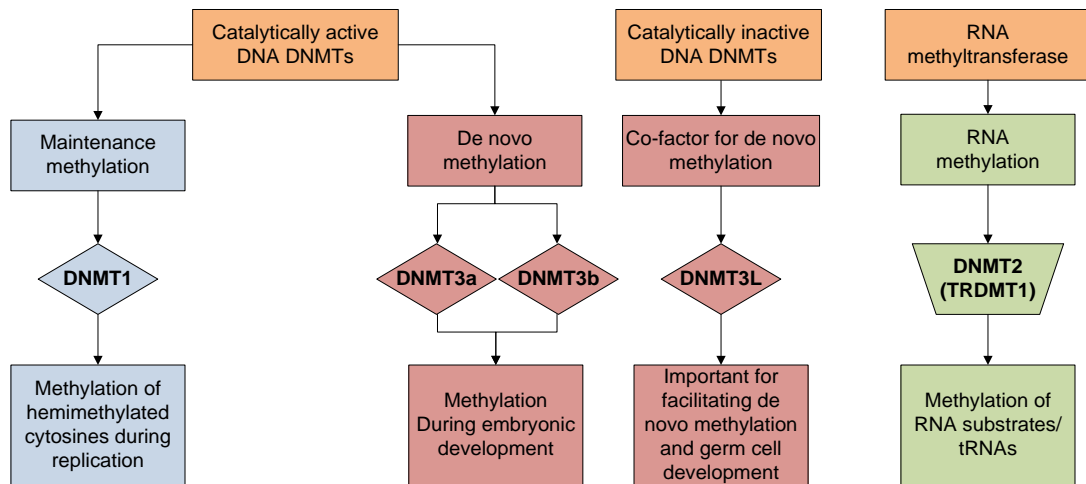 Catalytically active
DNA DNMTs
Catalytically inactive
DNA DNMTs
RNA
methyltransferase
Maintenance
methylation
De novo
methylation
Co-factor for de novo
methylation
RNA
methylation
DNMT1
DNMT3a
DNMT3b
DNMT3L
DNMT2
(TRDMT1)
Methylation of
hemimethylated
cytosines during
replication
Methylation
During embryonic
development
Important for
facilitating de
novo methylation
and germ cell
development
Methylation of
RNA substrates/
tRNAs